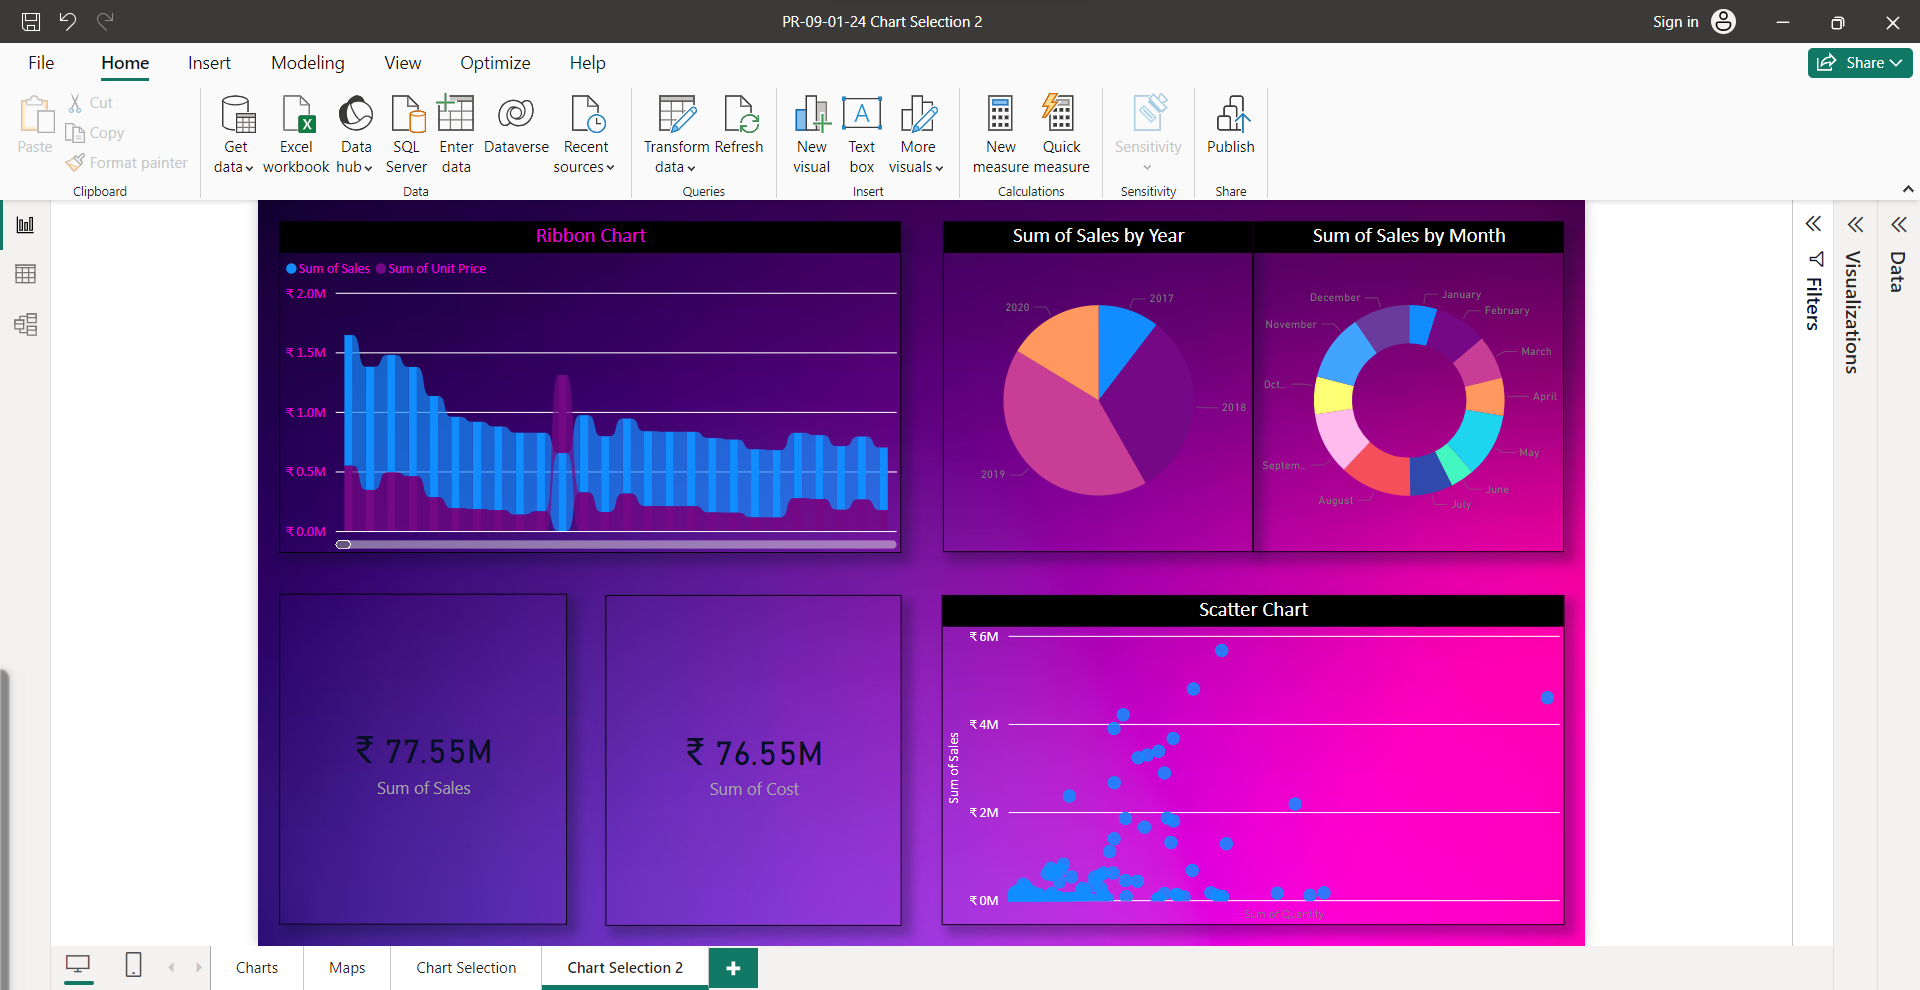 PR-09-01-24 Chart Selection 2
Sign in
File Home Insert Modeling View Optimize Help
Share
Paste
Cut
Copy
Format painter
Clipboard
Get data
Excel workbook
Data hub
SQL Server
Enter data
Dataverse
Recent sources
Data
Transform data
Refresh
Queries
New visual
Text box
More visuals
Insert
New measure
Quick measure
Calculations
Sensitivity
Sensitivity
Publish
Share
Ribbon Chart
Sum of Sales Sum of Unit Price
₹ 2.0M
₹ 1.5M
₹ 1.0M
₹ 0.5M
₹ 0.0M
Sum of Sales by Year
2017
2020
2018
2019
Sum of Sales by Month
December
January
February
November
March
Oct...
April
May
Septem...
June
August
July
₹ 77.55M
Sum of Sales
₹ 76.55M
Sum of Cost
Scatter Chart
₹ 6M
₹ 4M
₹ 2M
₹ 0M
Sum of Sales
Sum of Quantity
Filters
Visualizations
Data
Charts
Maps
Chart Selection
Chart Selection 2